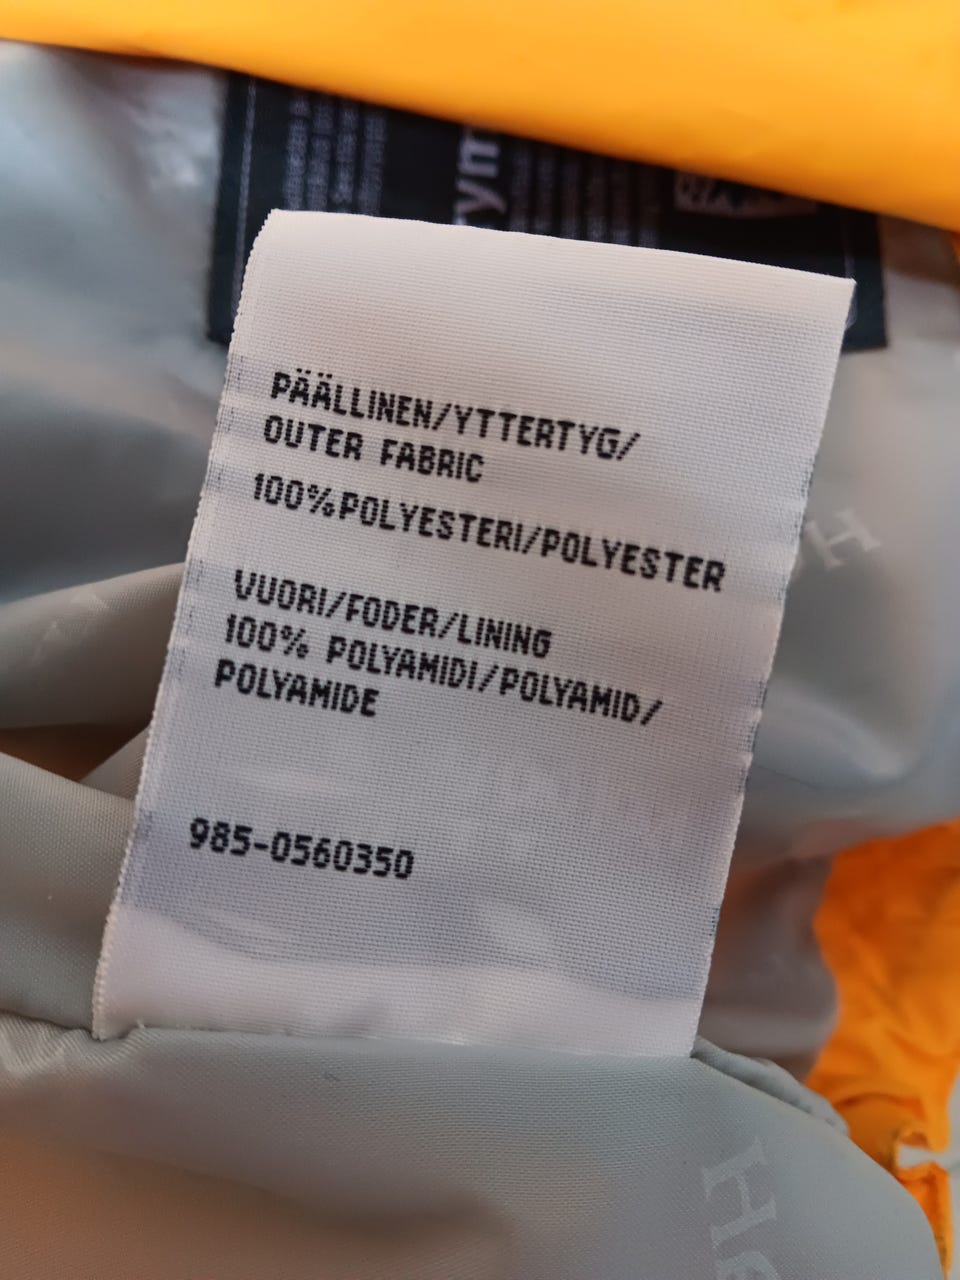 PÄÄLLINEN/YTTERTYG/
OUTER FABRIC
100%POLYESTERI/POLYESTER
VUORI/FODER/LINING
100% POLYAMIDI/POLYAMID/
POLYAMIDE
985-0560350